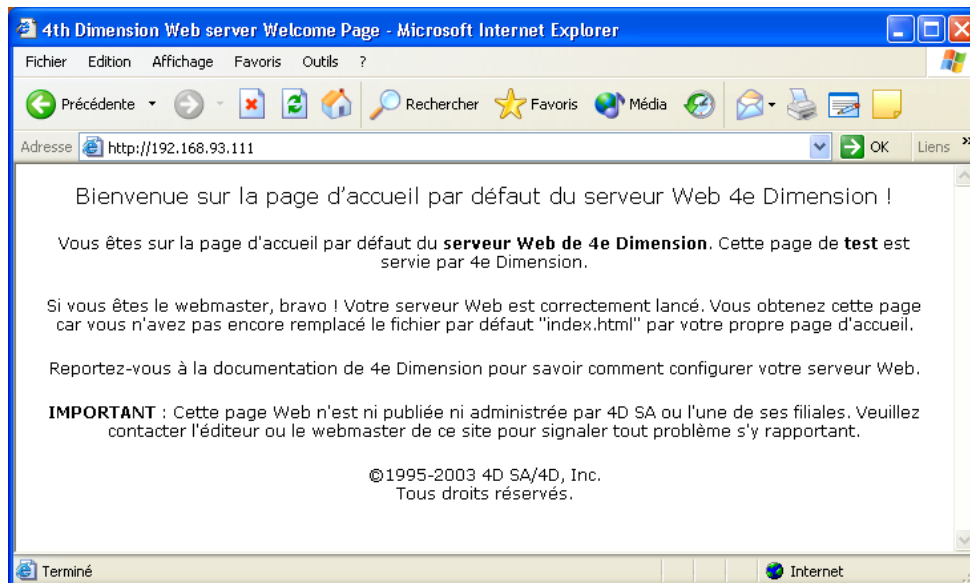 4th Dimension Web server Welcome Page - Microsoft Internet Explorer
Fichier Edition Affichage Favoris Outils ?
Précédente Rechercher Favoris Média
Adresse http://192.168.93.111 OK Liens »
Bienvenue sur la page d'accueil par défaut du serveur Web 4e Dimension !
Vous êtes sur la page d'accueil par défaut du serveur Web de 4e Dimension. Cette page de test est
servie par 4e Dimension.
Si vous êtes le webmaster, bravo ! Votre serveur Web est correctement lancé. Vous obtenez cette page
car vous n'avez pas encore remplacé le fichier par défaut "index.html" par votre propre page d'accueil.
Reportez-vous à la documentation de 4e Dimension pour savoir comment configurer votre serveur Web.
IMPORTANT : Cette page Web n'est ni publiée ni administrée par 4D SA ou l'une de ses filiales. Veuillez
contacter l'éditeur ou le webmaster de ce site pour signaler tout problème s'y rapportant.
©1995-2003 4D SA/4D, Inc.
Tous droits réservés.
Terminé Internet